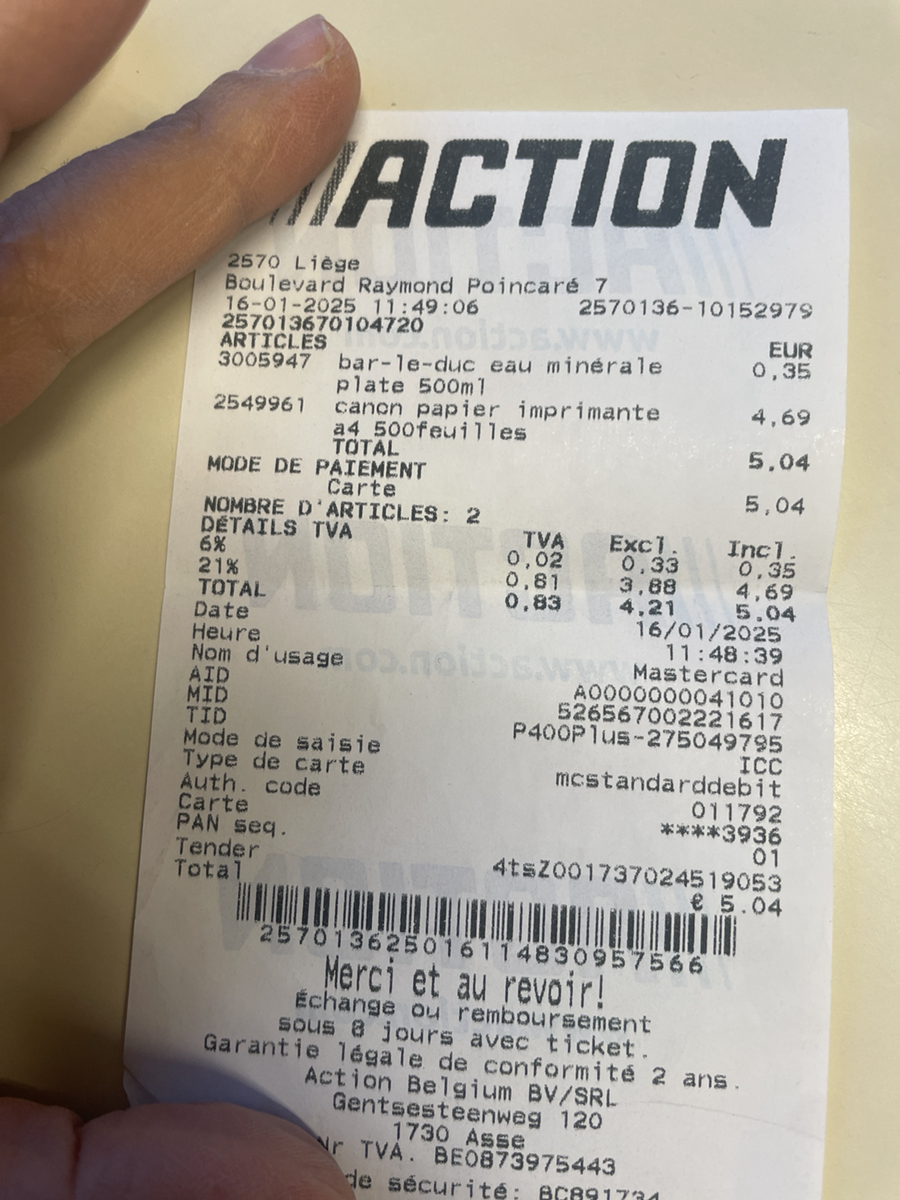 ACTION
2570 Liège
Boulevard Raymond Poincaré 7
16-01-2025 11:49:06 2570136-10152979
257013670104720
ARTICLES EUR
3005947 bar-le-duc eau minérale 0,35
plate 500ml
2549961 canon papier imprimante 4,69
a4 500feuilles
TOTAL 5,04
MODE DE PAIEMENT
Carte 5,04
NOMBRE D'ARTICLES: 2
DÉTAILS TVA TVA Excl. Incl.
6% 0,02 0,33 0,35
21% 0,81 3,88 4,69
TOTAL 0,83 4,21 5,04
Date 16/01/2025
Heure 11:48:39
Nom d'usage Mastercard
AID A0000000041010
MID 526567002221617
TID P400Plus-275049795
Mode de saisie ICC
Type de carte mcstandarddebit
Auth. code 011792
Carte ****3936
PAN seq. 01
Tender 4tsZ001737024519053
Total € 5.04
2570136250161148309575​66
Merci et au revoir!
Échange ou remboursement
sous 8 jours avec ticket.
Garantie légale de conformité 2 ans.
Action Belgium BV/SRL
Gentsesteenweg 120
1730 Asse
Nr TVA. BE0873975443
de sécurité: BC891734